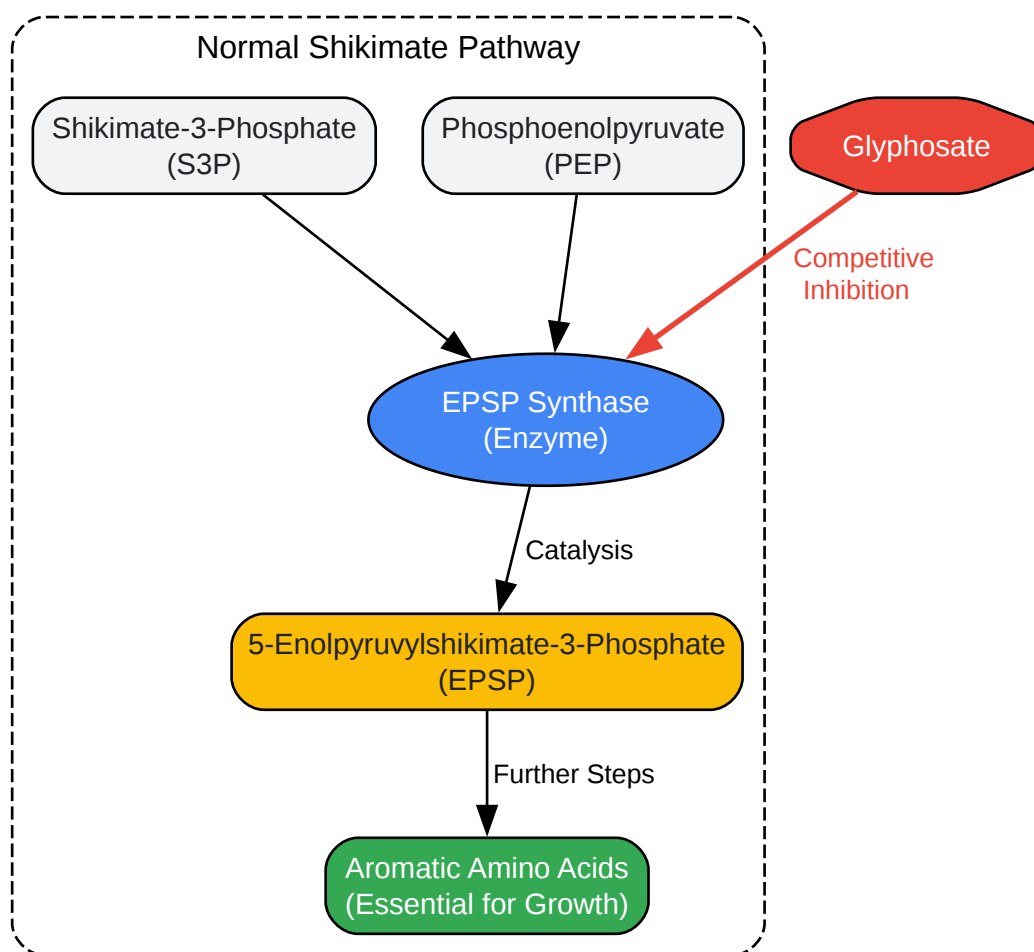 Normal Shikimate Pathway
Shikimate-3-Phosphate
(S3P)
Phosphoenolpyruvate
(PEP)
Glyphosate
Competitive
Inhibition
EPSP Synthase
(Enzyme)
Catalysis
5-Enolpyruvylshikimate-3-Phosphate
(EPSP)
Further Steps
Aromatic Amino Acids
(Essential for Growth)